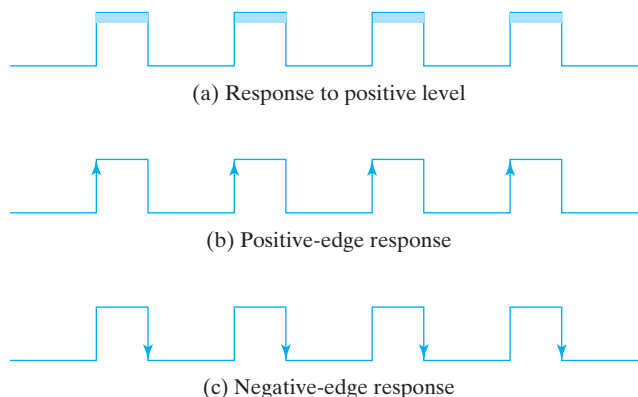 (a) Response to positive level
(b) Positive-edge response
(c) Negative-edge response